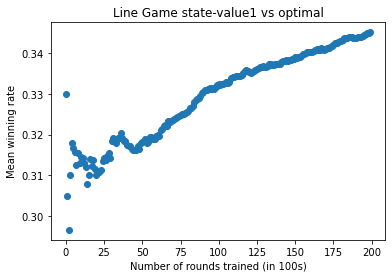 Line Game state-value1 vs optimal
Mean winning rate
0.34
0.33
0.32
0.31
0.30
0 25 50 75 100 125 150 175 200
Number of rounds trained (in 100s)